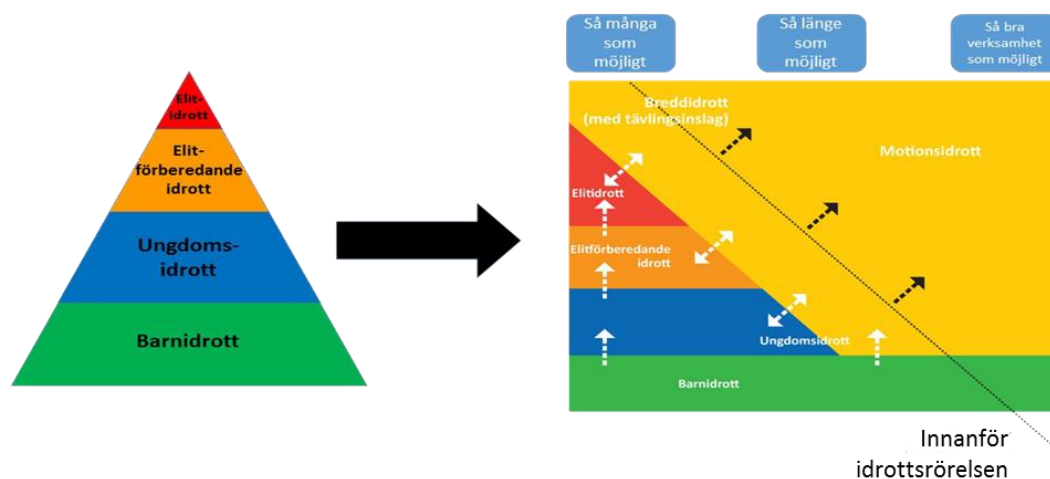 Elit-
idrott
Elit-
förberedande
idrott
Ungdoms-
idrott
Barnidrott
Så många
som
möjligt
Så länge
som
möjligt
Så bra
verksamhet
som möjligt
Breddidrott
(med tävlingsinslag)
Motionsidrott
Elitidrott
Elitförberedande
idrott
Ungdomsidrott
Barnidrott
Innanför
idrottsrörelsen